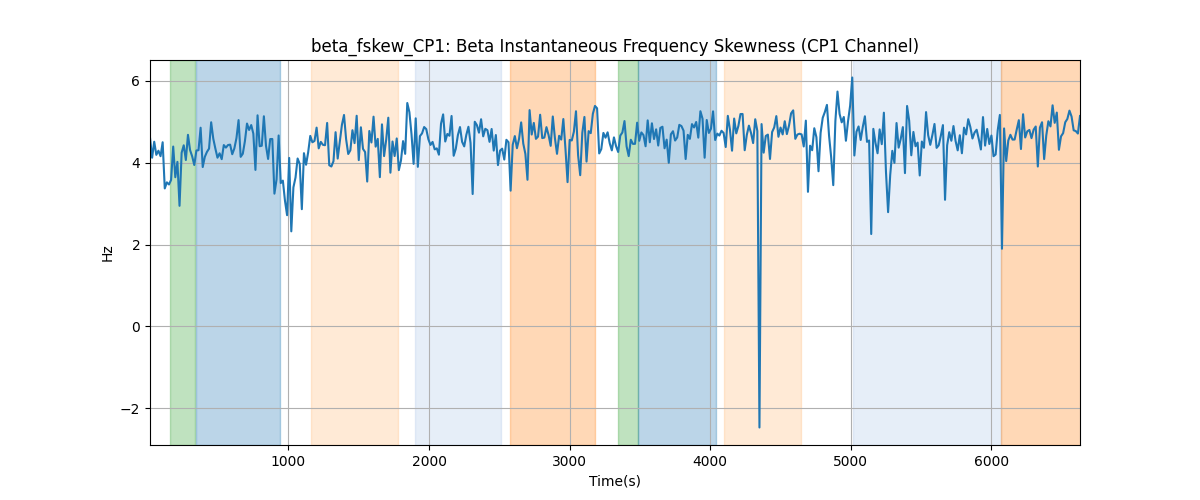 beta_fskew_CP1: Beta Instantaneous Frequency Skewness (CP1 Channel)
6
4
2
0
−2
Hz
1000 2000 3000 4000 5000 6000
Time(s)